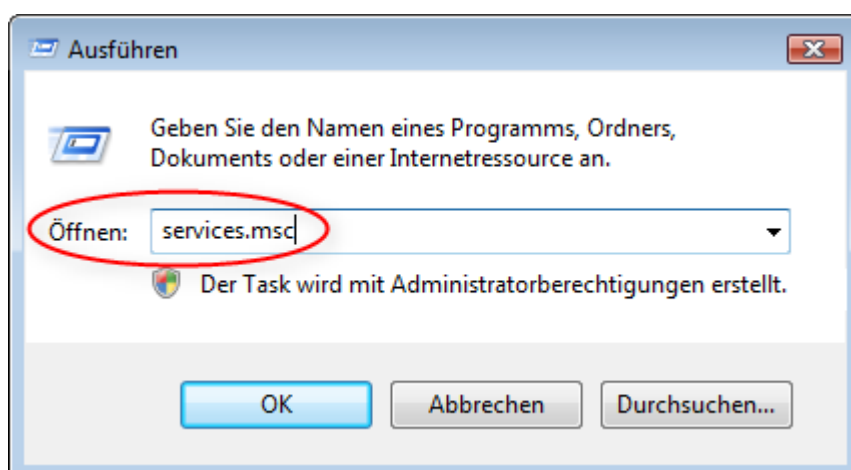 Ausführen
Geben Sie den Namen eines Programms, Ordners,
Dokuments oder einer Internetressource an.
Öffnen: services.msc
Der Task wird mit Administratorberechtigungen erstellt.
OK Abbrechen Durchsuchen...